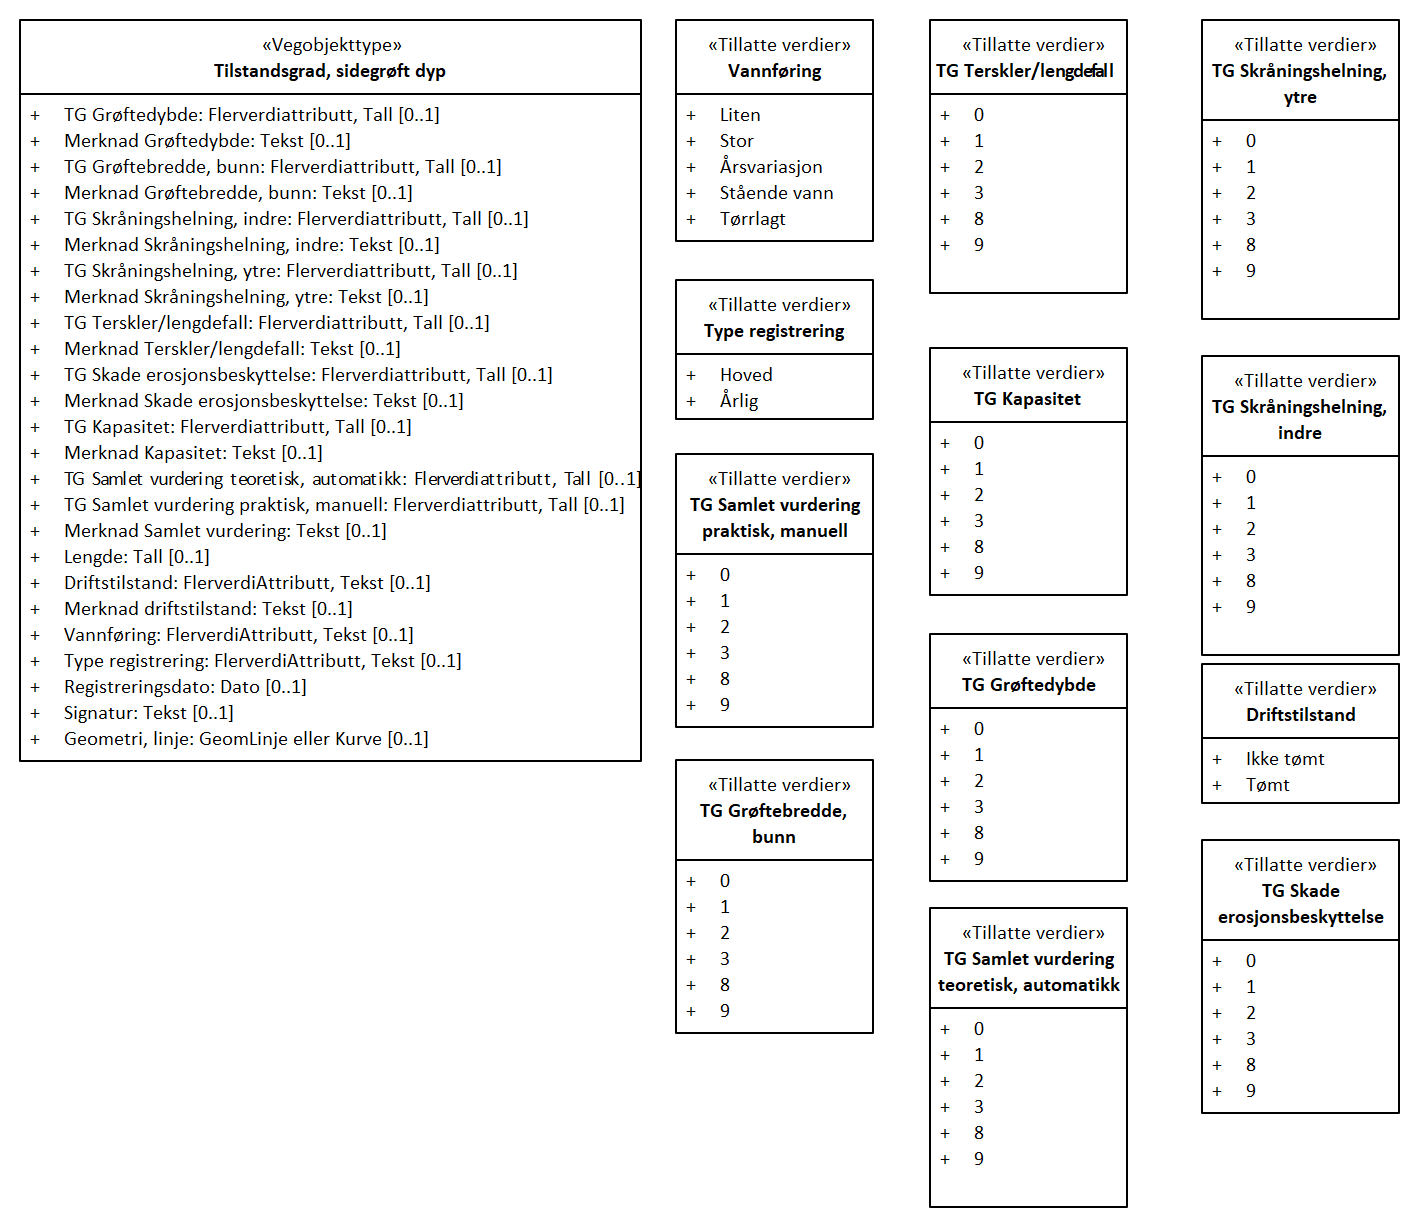 «Vegobjekttype»
Tilstandsgrad, sidegrøft dyp
+ TG Grøftedybde: Flerverdiattributt, Tall [0..1]
+ Merknad Grøftedybde: Tekst [0..1]
+ TG Grøftebredde, bunn: Flerverdiattributt, Tall [0..1]
+ Merknad Grøftebredde, bunn: Tekst [0..1]
+ TG Skråningshelning, indre: Flerverdiattributt, Tall [0..1]
+ Merknad Skråningshelning, indre: Tekst [0..1]
+ TG Skråningshelning, ytre: Flerverdiattributt, Tall [0..1]
+ Merknad Skråningshelning, ytre: Tekst [0..1]
+ TG Terskler/lengdefall: Flerverdiattributt, Tall [0..1]
+ Merknad Terskler/lengdefall: Tekst [0..1]
+ TG Skade erosjonsbeskyttelse: Flerverdiattributt, Tall [0..1]
+ Merknad Skade erosjonsbeskyttelse: Tekst [0..1]
+ TG Kapasitet: Flerverdiattributt, Tall [0..1]
+ Merknad Kapasitet: Tekst [0..1]
+ TG Samlet vurdering teoretisk, automatikk: Flerverdiattributt, Tall [0..1]
+ TG Samlet vurdering praktisk, manuell: Flerverdiattributt, Tall [0..1]
+ Merknad Samlet vurdering: Tekst [0..1]
+ Lengde: Tall [0..1]
+ Driftstilstand: FlerverdiAttributt, Tekst [0..1]
+ Merknad driftstilstand: Tekst [0..1]
+ Vannføring: FlerverdiAttributt, Tekst [0..1]
+ Type registrering: FlerverdiAttributt, Tekst [0..1]
+ Registreringsdato: Dato [0..1]
+ Signatur: Tekst [0..1]
+ Geometri, linje: GeomLinje eller Kurve [0..1]
«Tillatte verdier»
Vannføring
+ Liten
+ Stor
+ Årsvariasjon
+ Stående vann
+ Tørrlagt
«Tillatte verdier»
Type registrering
+ Hoved
+ Årlig
«Tillatte verdier»
TG Samlet vurdering
praktisk, manuell
+ 0
+ 1
+ 2
+ 3
+ 8
+ 9
«Tillatte verdier»
TG Grøftebredde,
bunn
+ 0
+ 1
+ 2
+ 3
+ 8
+ 9
«Tillatte verdier»
TG Terskler/lengdefall
+ 0
+ 1
+ 2
+ 3
+ 8
+ 9
«Tillatte verdier»
TG Kapasitet
+ 0
+ 1
+ 2
+ 3
+ 8
+ 9
«Tillatte verdier»
TG Grøftedybde
+ 0
+ 1
+ 2
+ 3
+ 8
+ 9
«Tillatte verdier»
TG Samlet vurdering
teoretisk, automatikk
+ 0
+ 1
+ 2
+ 3
+ 8
+ 9
«Tillatte verdier»
TG Skråningshelning,
ytre
+ 0
+ 1
+ 2
+ 3
+ 8
+ 9
«Tillatte verdier»
TG Skråningshelning,
indre
+ 0
+ 1
+ 2
+ 3
+ 8
+ 9
«Tillatte verdier»
Driftstilstand
+ Ikke tømt
+ Tømt
«Tillatte verdier»
TG Skade
erosjonsbeskyttelse
+ 0
+ 1
+ 2
+ 3
+ 8
+ 9